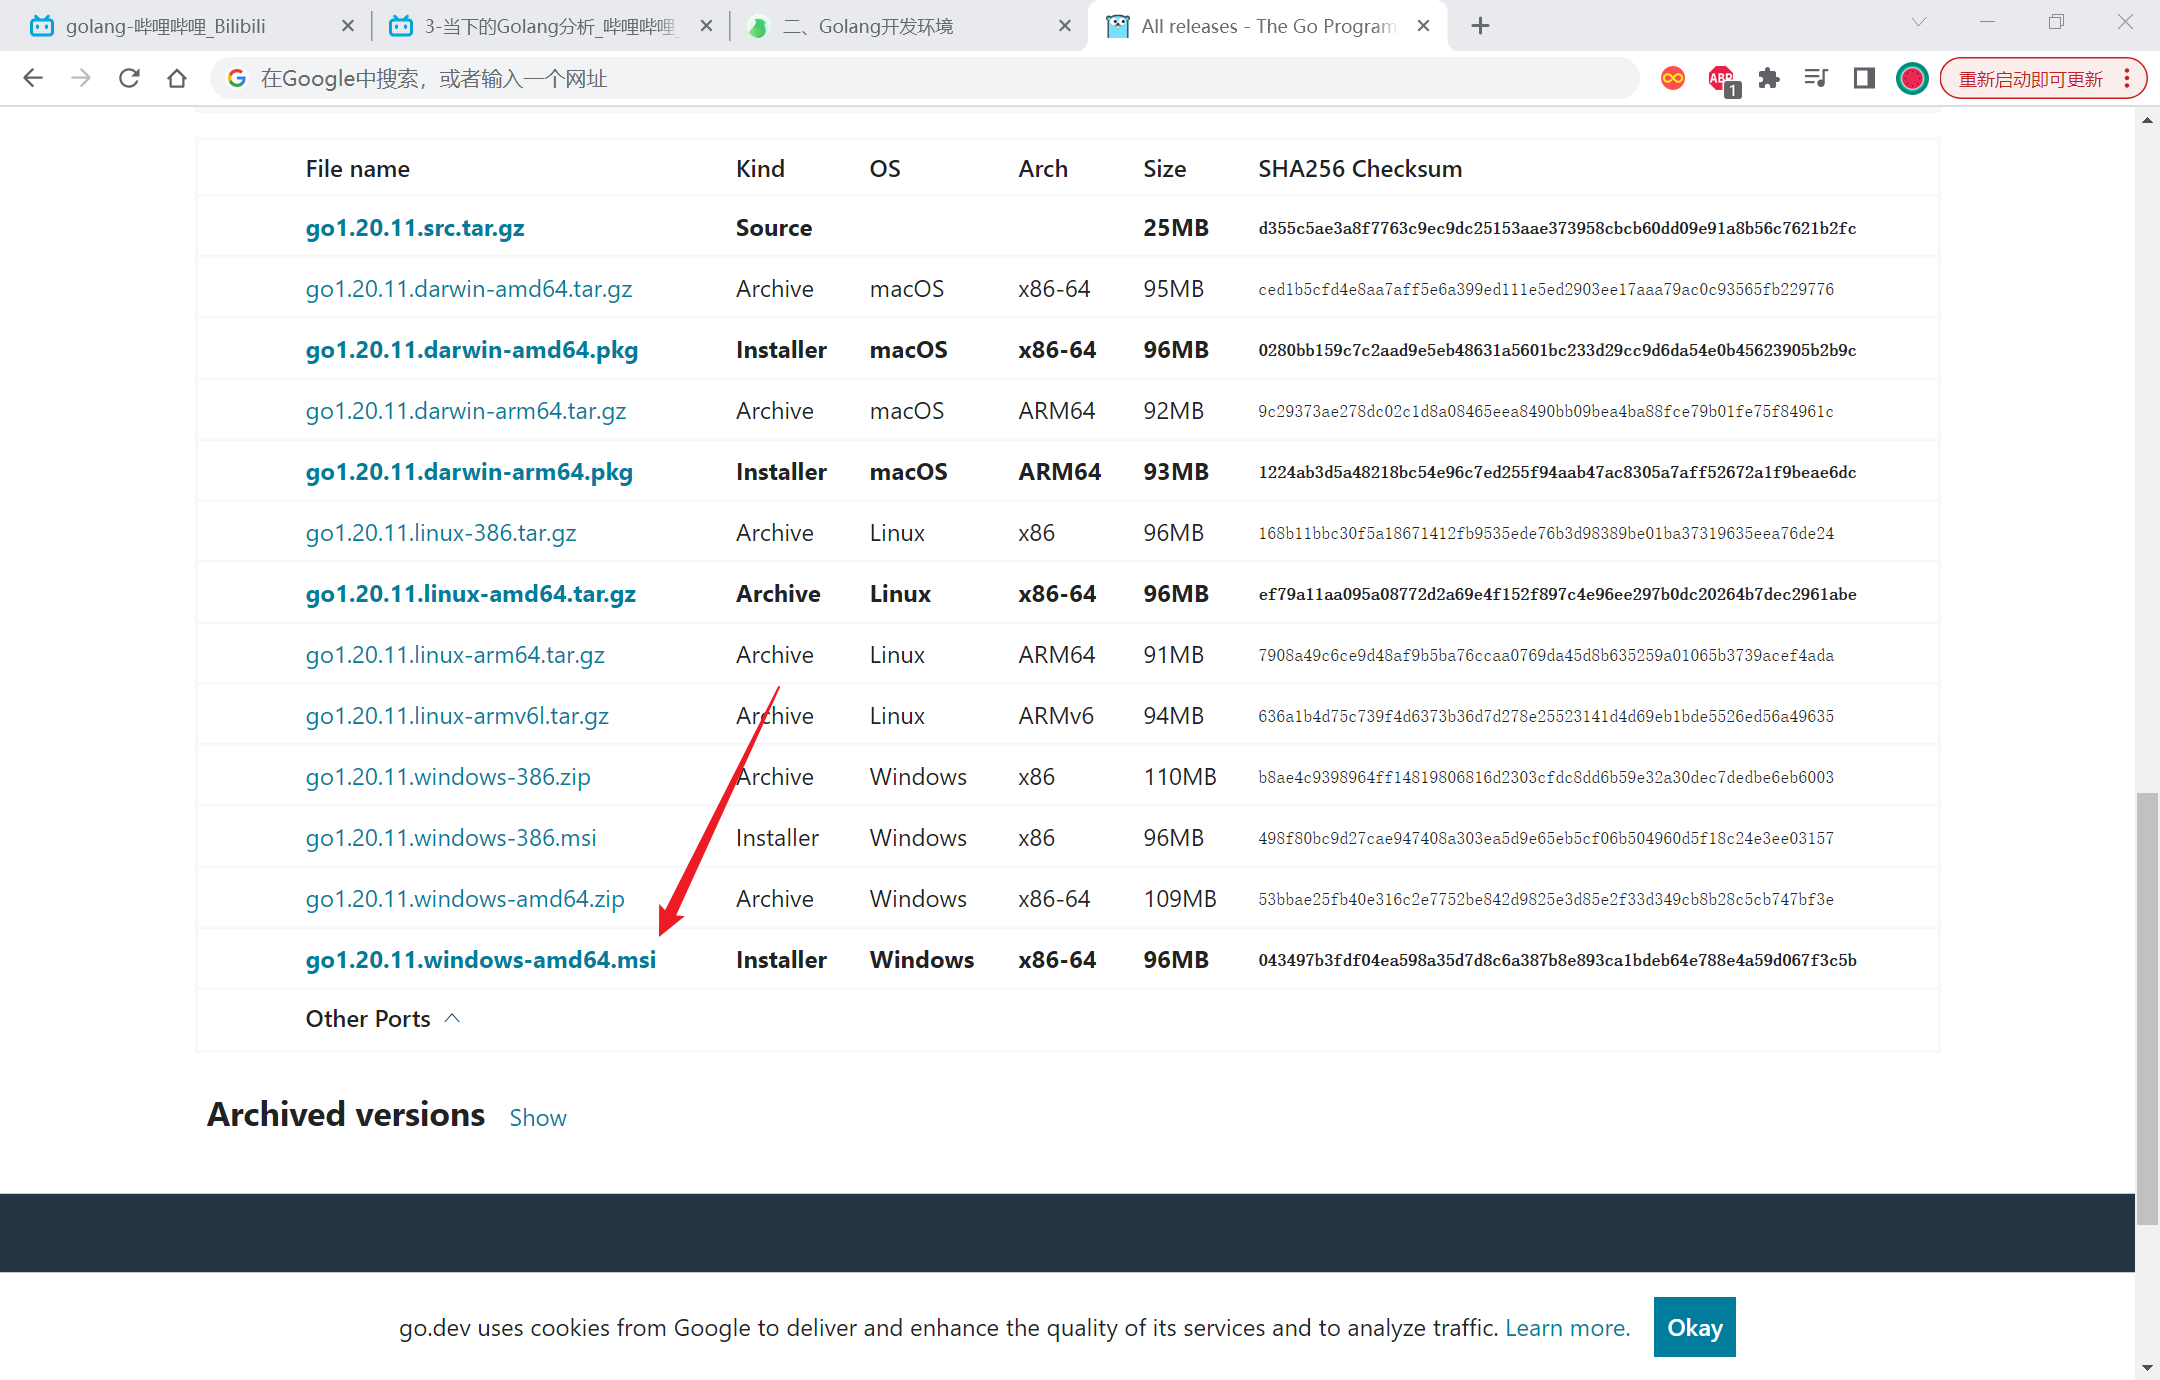 golang-哔哩哔哩_Bilibili
3-当下的Golang分析_哔哩哔哩_
二、Golang开发环境
All releases - The Go Program
在Google中搜索，或者输入一个网址
ABP
1
重新启动即可更新
File name Kind OS Arch Size SHA256 Checksum
go1.20.11.src.tar.gz Source 25MB d355c5ae3a8f7763c9ec9dc25153aae373958cbcb60dd09e91a8b56c7621b2fc
go1.20.11.darwin-amd64.tar.gz Archive macOS x86-64 95MB ced1b5cfd4e8aa7aff5e6a399ed111e5ed2903ee17aaa79ac0c93565fb229776
go1.20.11.darwin-amd64.pkg Installer macOS x86-64 96MB 0280bb159c7c2aad9e5eb48631a5601bc233d29cc9d6da54e0b45623905b2b9c
go1.20.11.darwin-arm64.tar.gz Archive macOS ARM64 92MB 9c29373ae278dc02c1d8a08465eea8490bb09bea4ba88fce79b01fe75f84961c
go1.20.11.darwin-arm64.pkg Installer macOS ARM64 93MB 1224ab3d5a48218bc54e96c7ed255f94aab47ac8305a7aff52672a1f9beae6dc
go1.20.11.linux-386.tar.gz Archive Linux x86 96MB 168b11bbc30f5a18671412fb9535ede76b3d98389be01ba37319635eea76de24
go1.20.11.linux-amd64.tar.gz Archive Linux x86-64 96MB ef79a11aa095a08772d2a69e4f152f897c4e96ee297b0dc20264b7dec2961abe
go1.20.11.linux-arm64.tar.gz Archive Linux ARM64 91MB 7908a49c6ce9d48af9b5ba76ccaa0769da45d8b635259a01065b3739acef4ada
go1.20.11.linux-armv6l.tar.gz Archive Linux ARMv6 94MB 636a1b4d75c739f4d6373b36d7d278e25523141d4d69eb1bde5526ed56a49635
go1.20.11.windows-386.zip Archive Windows x86 110MB b8ae4c9398964ff14819806816d2303cfdc8dd6b59e32a30dec7dedbe6eb6003
go1.20.11.windows-386.msi Installer Windows x86 96MB 498f80bc9d27cae947408a303ea5d9e65eb5cf06b504960d5f18c24e3ee03157
go1.20.11.windows-amd64.zip Archive Windows x86-64 109MB 53bbae25fb40e316c2e7752be842d9825e3d85e2f33d349cb8b28c5cb747bf3e
go1.20.11.windows-amd64.msi Installer Windows x86-64 96MB 043497b3fdf04ea598a35d7d8c6a387b8e893ca1bdeb64e788e4a59d067f3c5b
Other Ports
Archived versions Show
go.dev uses cookies from Google to deliver and enhance the quality of its services and to analyze traffic. Learn more. Okay